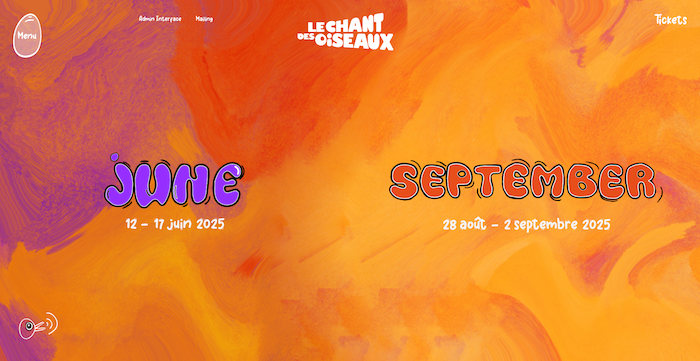 Menu
Admin Interface
Mailing
LE CHANT
DES OISEAUX
Tickets
JUNE
12 – 17 juin 2025
SEPTEMBER
28 août – 2 septembre 2025